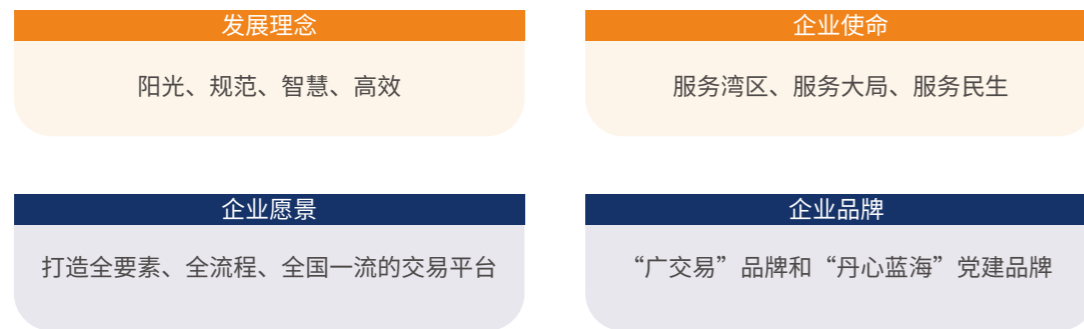 发展理念
阳光、规范、智慧、高效
企业使命
服务湾区、服务大局、服务民生
企业愿景
打造全要素、全流程、全国一流的交易平台
企业品牌
“广交易”品牌和“丹心蓝海”党建品牌